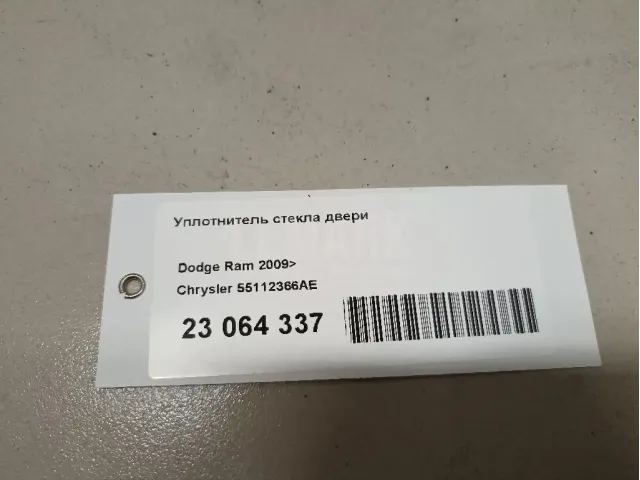 Уплотнитель стекла двери
Dodge Ram 2009>
Chrysler 55112366AE
23 064 337